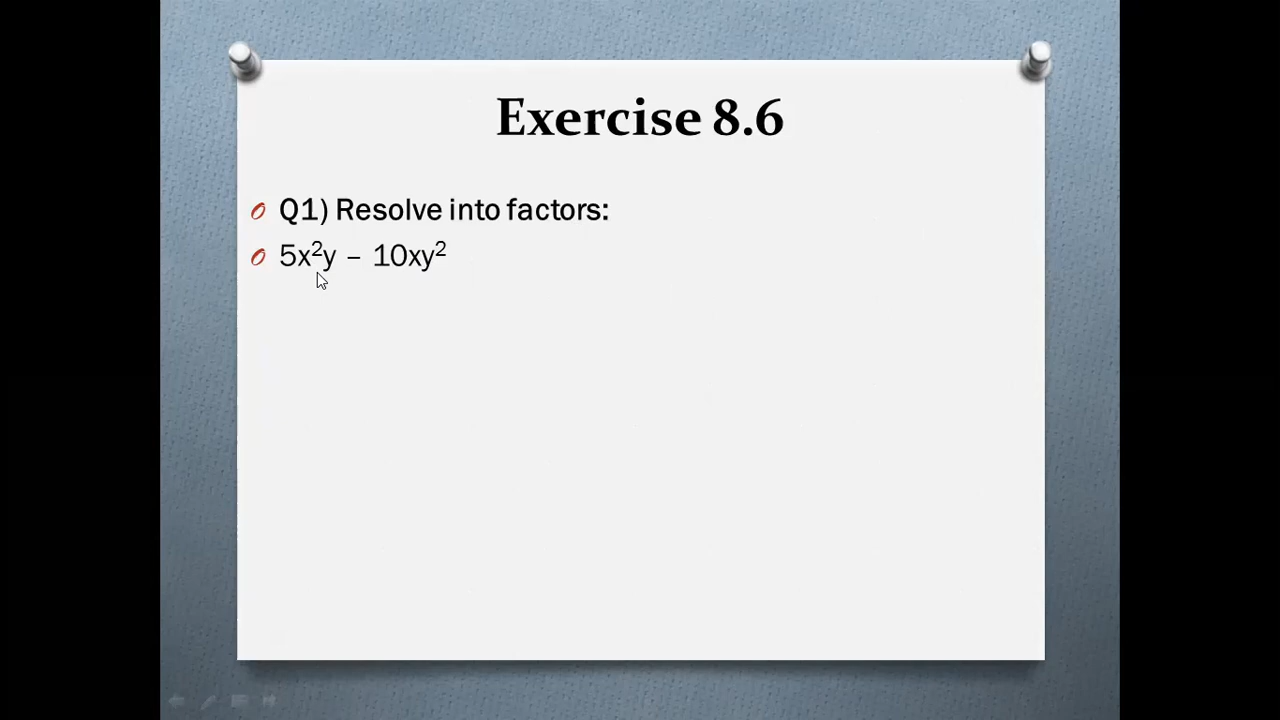 Exercise 8.6
Q1) Resolve into factors:
5x²y – 10xy²